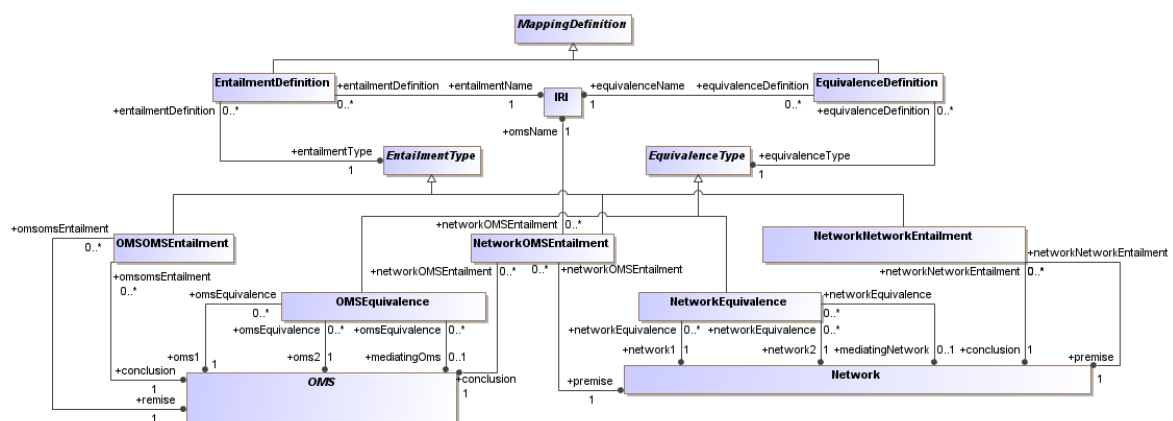 MappingDefinition
EntailmentDefinition
EquivalenceDefinition
+entailmentDefinition
+entailmentName
IRI
+equivalenceName
+equivalenceDefinition
0..*
1
1
0..*
+entailmentDefinition
0..*
0..*
+equivalenceDefinition
+omsName
1
+entailmentType
1
EntailmentType
EquivalenceType
+equivalenceType
1
+omsomsEntailment
0..*
OMSOMSEntailment
+networkOMSEntailment
0..*
NetworkOMSEntailment
NetworkNetworkEntailment
+networkNetworkEntailment
0..*
+omsomsEntailment
0..*
+networkOMSEntailment
0..*
0..*
+networkOMSEntailment
+networkNetworkEntailment
0..*
+omsEquivalence
0..*
OMSEquivalence
NetworkEquivalence
+networkEquivalence
0..*
+omsEquivalence
0..*
+omsEquivalence
0..*
+networkEquivalence
0..*
+networkEquivalence
0..*
+oms1
1
+oms2
1
+mediatingOms
0..1
+network1
1
+network2
1
+mediatingNetwork
0..1
+conclusion
1
+premise
1
+conclusion
1
OMS
+conclusion
1
+premise
1
Network
+remise
1